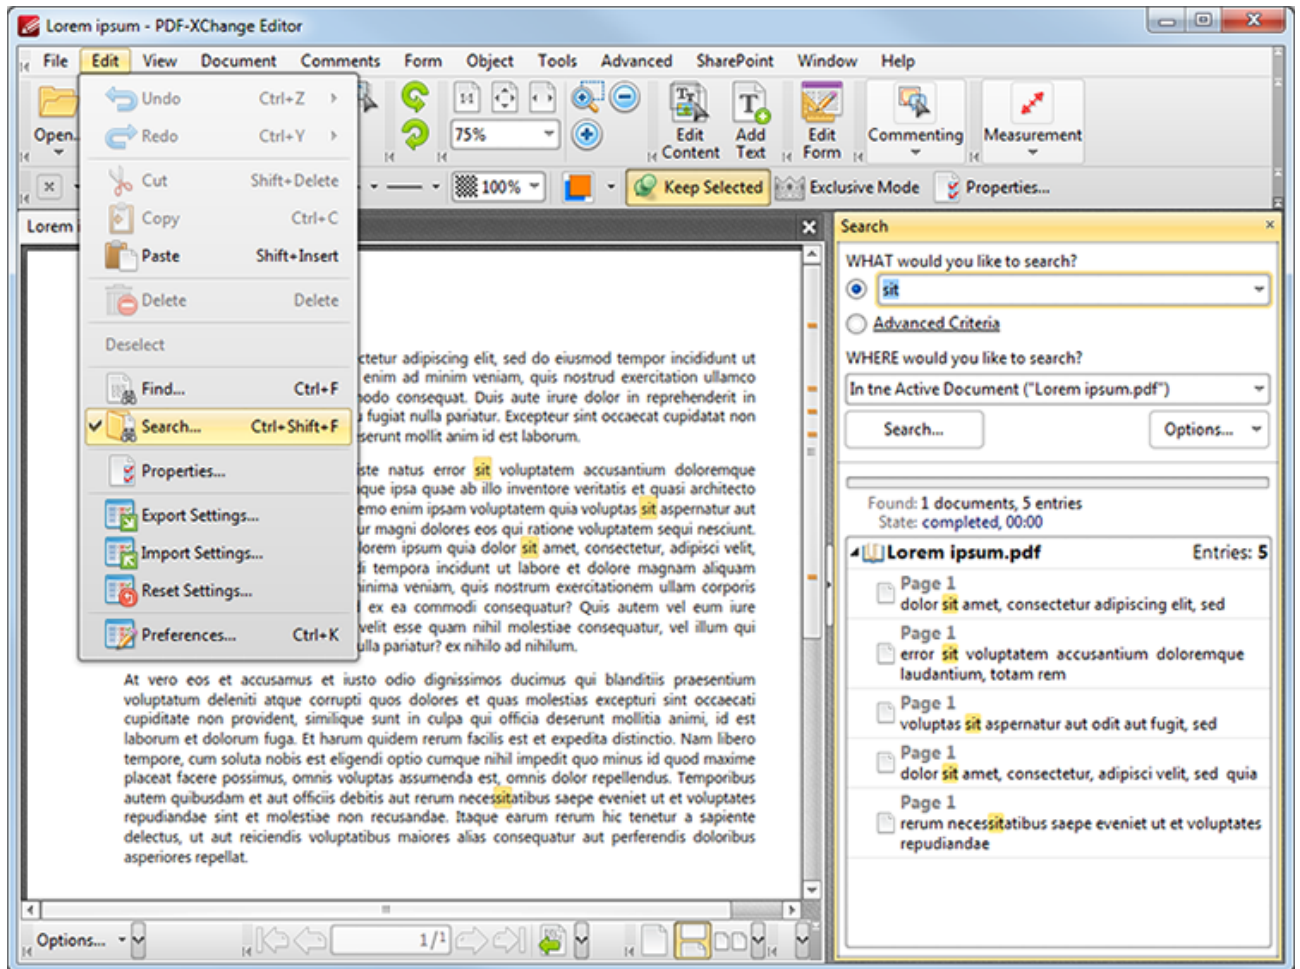 Lorem ipsum - PDF-XChange Editor
File Edit View Document Comments Form Object Tools Advanced SharePoint Window Help
Open...
1:1
75%
Edit Content
Add Text
Edit Form
Commenting
Measurement
100%
Keep Selected
Exclusive Mode
Properties...
Undo Ctrl+Z
Redo Ctrl+Y
Cut Shift+Delete
Copy Ctrl+C
Paste Shift+Insert
Delete Delete
Deselect
Find... Ctrl+F
Search... Ctrl+Shift+F
Properties...
Export Settings...
Import Settings...
Reset Settings...
Preferences... Ctrl+K
Lorem
ctetur adipiscing elit, sed do eiusmod tempor incididunt ut
enim ad minim veniam, quis nostrud exercitation ullamco
odo consequat. Duis aute irure dolor in reprehenderit in
fugiat nulla pariatur. Excepteur sint occaecat cupidatat non
serunt mollit anim id est laborum.
iste natus error sit voluptatem accusantium doloremque
que ipsa quae ab illo inventore veritatis et quasi architecto
emo enim ipsam voluptatem quia voluptas sit aspernatur aut
ur magni dolores eos qui ratione voluptatem sequi nesciunt.
lorem ipsum quia dolor sit amet, consectetur, adipisci velit,
di tempora incidunt ut labore et dolore magnam aliquam
inima veniam, quis nostrum exercitationem ullam corporis
ex ea commodi consequatur? Quis autem vel eum iure
velit esse quam nihil molestiae consequatur, vel illum qui
ulla pariatur? ex nihilo ad nihilum.
At vero eos et accusamus et iusto odio dignissimos ducimus qui blanditiis praesentium
voluptatum deleniti atque corrupti quos dolores et quas molestias excepturi sint occaecati
cupiditate non provident, similique sunt in culpa qui officia deserunt mollitia animi, id est
laborum et dolorum fuga. Et harum quidem rerum facilis est et expedita distinctio. Nam libero
tempore, cum soluta nobis est eligendi optio cumque nihil impedit quo minus id quod maxime
placeat facere possimus, omnis voluptas assumenda est, omnis dolor repellendus. Temporibus
autem quibusdam et aut officiis debitis aut rerum necessitatibus saepe eveniet ut et voluptates
repudiandae sint et molestiae non recusandae. Itaque earum rerum hic tenetur a sapiente
delectus, ut aut reiciendis voluptatibus maiores alias consequatur aut perferendis doloribus
asperiores repellat.
Options...
1/1
Search
WHAT would you like to search?
sit
Advanced Criteria
WHERE would you like to search?
In tne Active Document ("Lorem ipsum.pdf")
Search... Options...
Found: 1 documents, 5 entries
State: completed, 00:00
Lorem ipsum.pdf Entries: 5
Page 1
dolor sit amet, consectetur adipiscing elit, sed
Page 1
error sit voluptatem accusantium doloremque
laudantium, totam rem
Page 1
voluptas sit aspernatur aut odit aut fugit, sed
Page 1
dolor sit amet, consectetur, adipisci velit, sed quia
Page 1
rerum necessitatibus saepe eveniet ut et voluptates
repudiandae